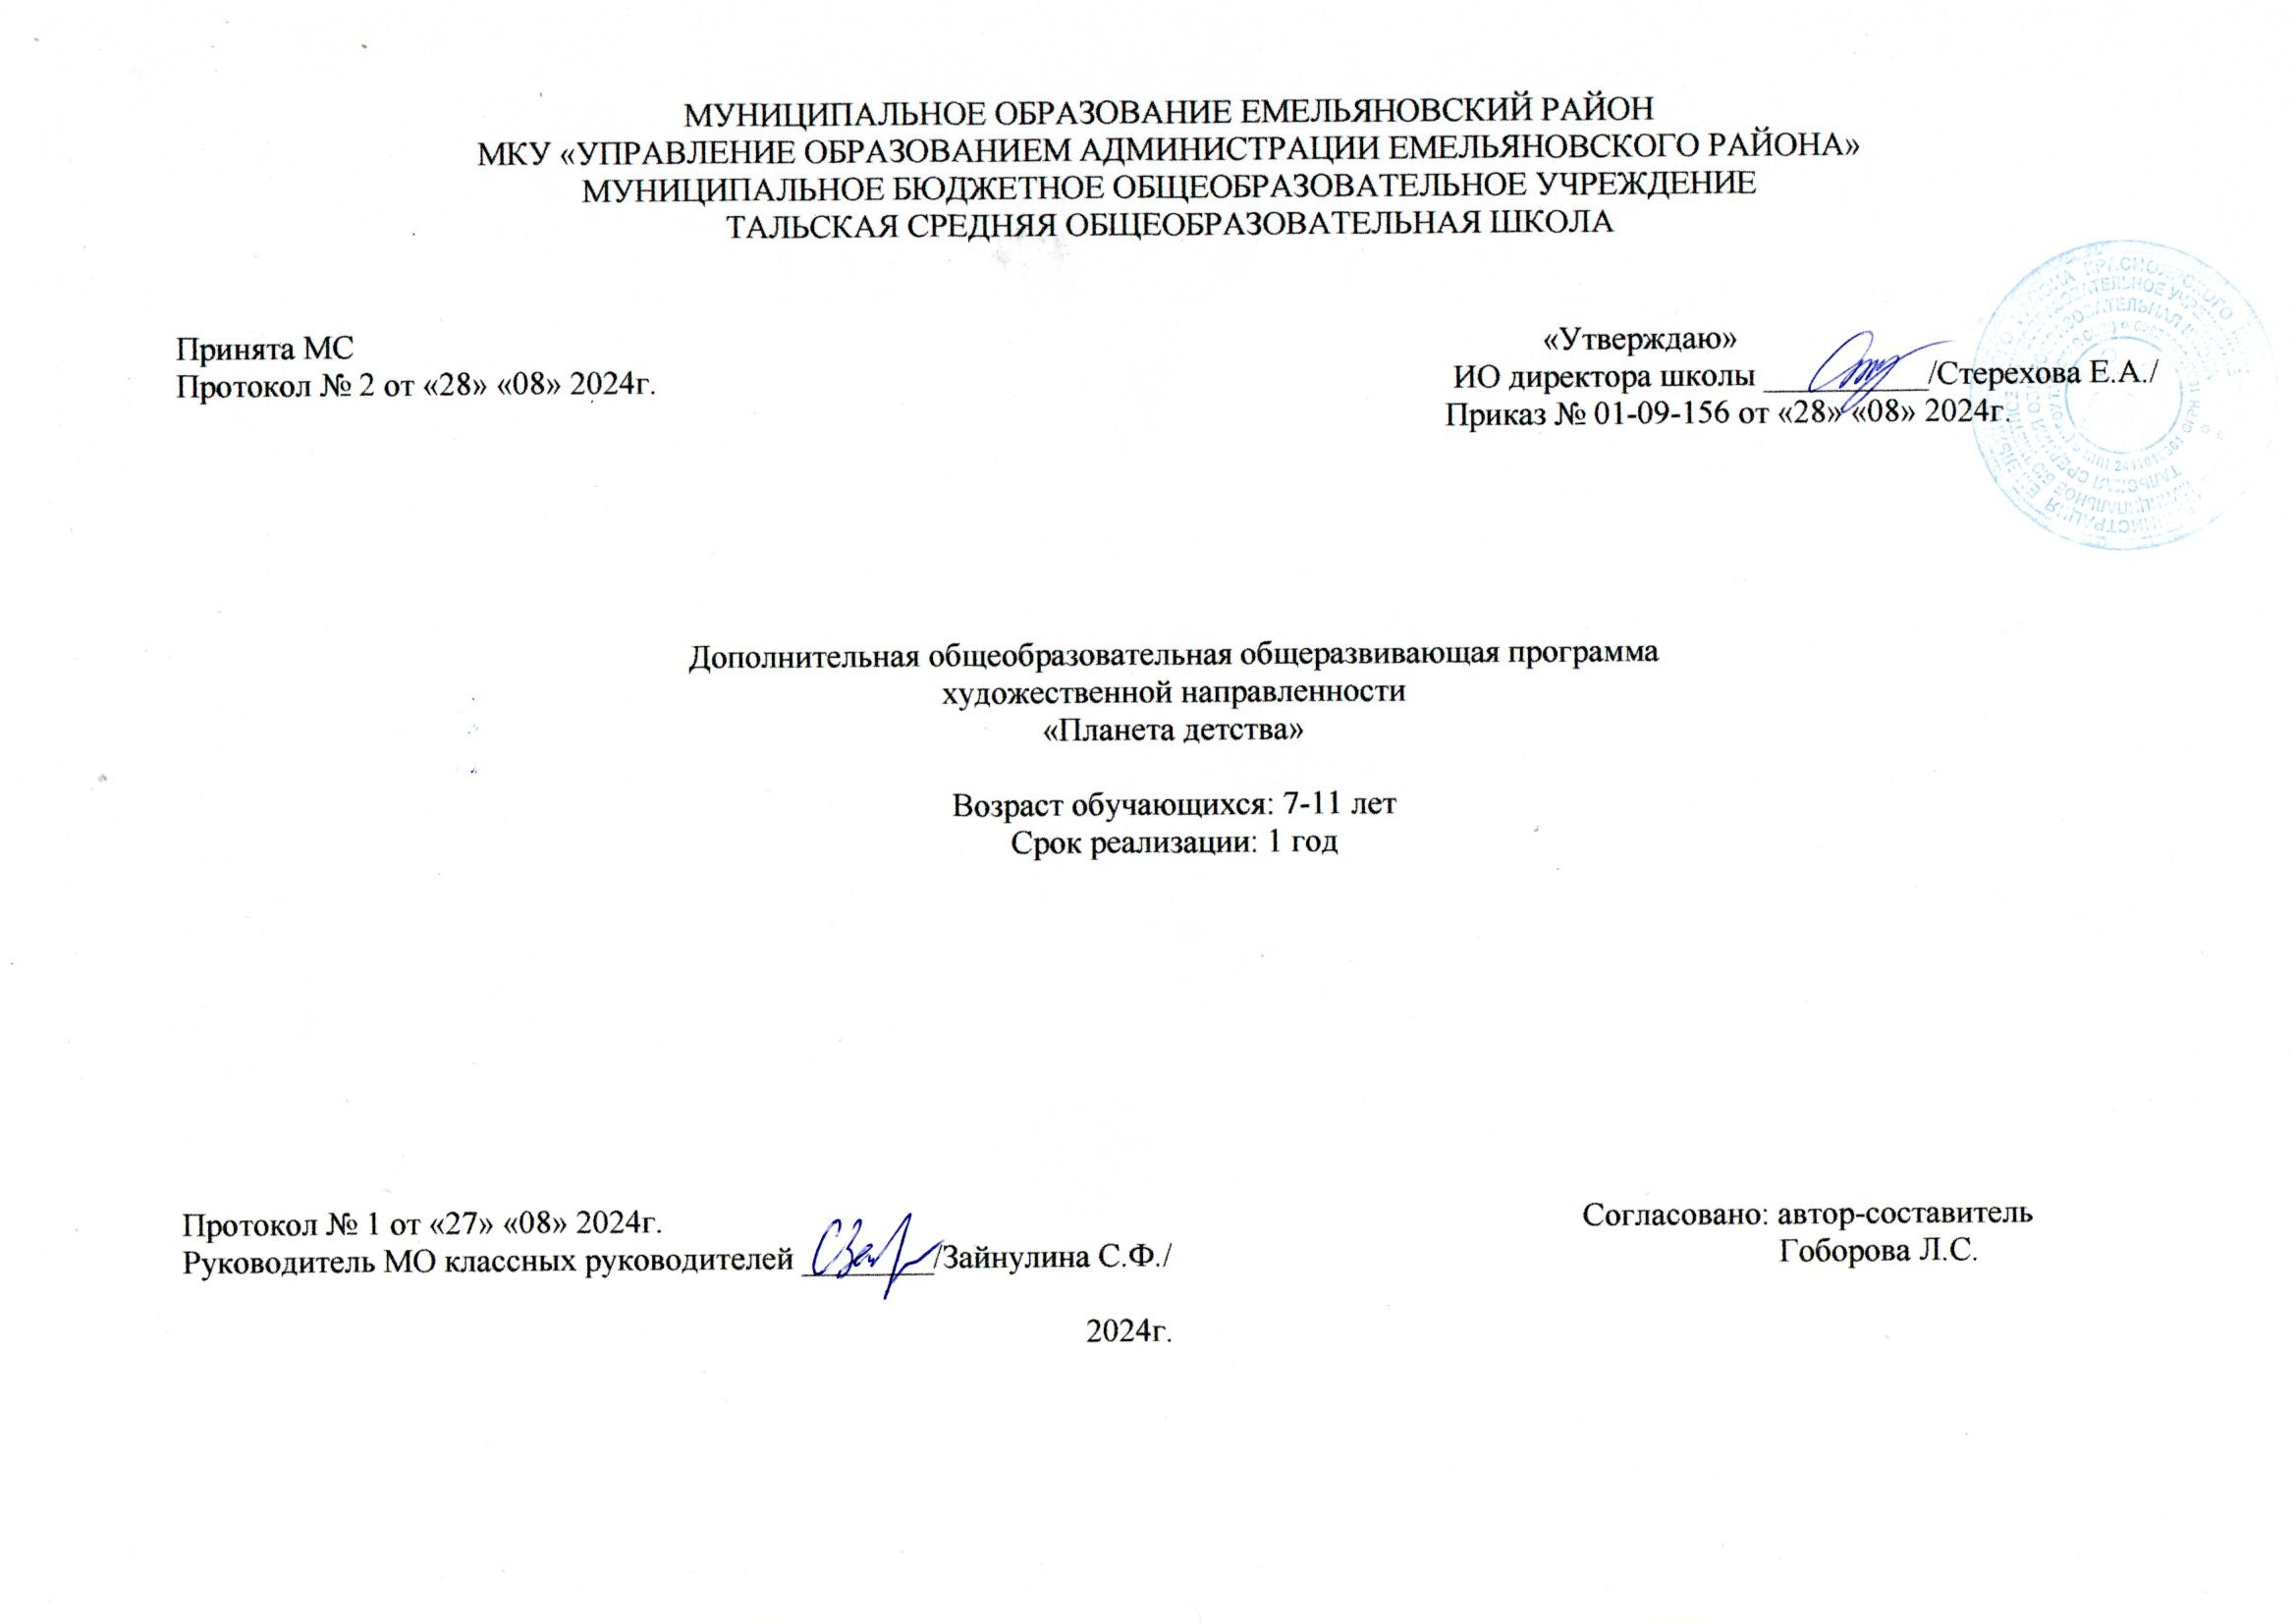 МУНИЦИПАЛЬНОЕ ОБРАЗОВАНИЕ ЕМЕЛЬЯНОВСКИЙ РАЙОН
МКУ «УПРАВЛЕНИЕ ОБРАЗОВАНИЕМ АДМИНИСТРАЦИИ ЕМЕЛЬЯНОВСКОГО РАЙОНА»
МУНИЦИПАЛЬНОЕ БЮДЖЕТНОЕ ОБЩЕОБРАЗОВАТЕЛЬНОЕ УЧРЕЖДЕНИЕ
ТАЛЬСКАЯ СРЕДНЯЯ ОБЩЕОБРАЗОВАТЕЛЬНАЯ ШКОЛА
Принята МС
Протокол № 2 от «28» «08» 2024г.
«Утверждаю»
ИО директора школы __________/Стерехова Е.А./
Приказ № 01-09-156 от «28» «08» 2024г.
Дополнительная общеобразовательная общеразвивающая программа
художественной направленности
«Планета детства»
Возраст обучающихся: 7-11 лет
Срок реализации: 1 год
Протокол № 1 от «27» «08» 2024г.
Руководитель МО классных руководителей ________/Зайнулина С.Ф./
Согласовано: автор-составитель
Гоборова Л.С.
2024г.